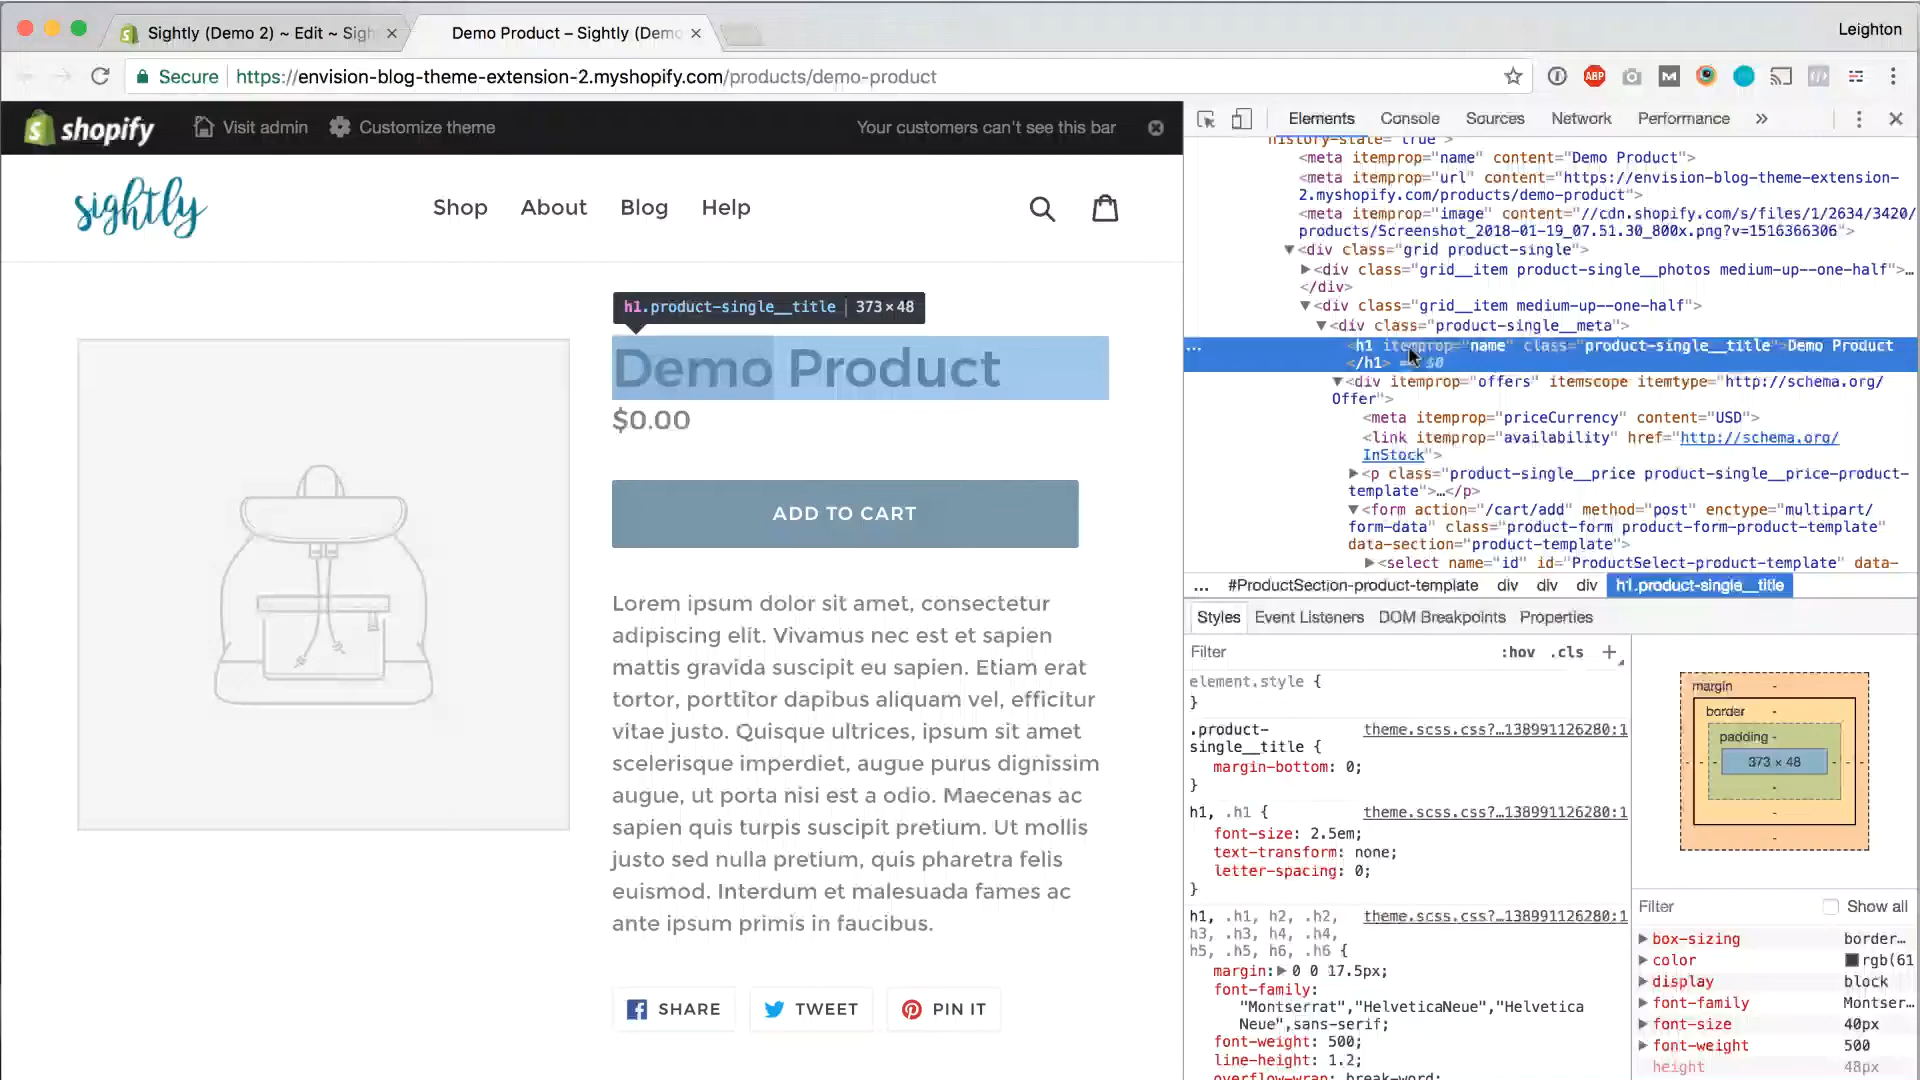 Sightly (Demo 2) ~ Edit ~ Sigh
Demo Product – Sightly (Demo
Leighton
Secure
https://envision-blog-theme-extension-2.myshopify.com/products/demo-product
ABP
M
shopify
Visit admin
Customize theme
Your customers can't see this bar
sightly
Shop
About
Blog
Help
h1.product-single__title | 373×48
Demo Product
$0.00
ADD TO CART
Lorem ipsum dolor sit amet, consectetur
adipiscing elit. Vivamus nec est et sapien
mattis gravida suscipit eu sapien. Etiam erat
tortor, porttitor dapibus aliquam vel, efficitur
vitae justo. Quisque ultrices, ipsum sit amet
scelerisque imperdiet, augue purus dignissim
augue, ut porta nisi est a odio. Maecenas ac
sapien quis turpis suscipit pretium. Ut mollis
justo sed nulla pretium, quis pharetra felis
euismod. Interdum et malesuada fames ac
ante ipsum primis in faucibus.
SHARE
TWEET
PIN IT
Elements
Console
Sources
Network
Performance
»
history-state="true">
<meta itemprop="name" content="Demo Product">
<meta itemprop="url" content="https://envision-blog-theme-extension-
2.myshopify.com/products/demo-product">
<meta itemprop="image" content="//cdn.shopify.com/s/files/1/2634/3420/
products/Screenshot_2018-01-19_07.51.30_800x.png?v=1516366306">
<div class="grid product-single">
<div class="grid__item product-single__photos medium-up--one-half">…
</div>
<div class="grid__item medium-up--one-half">
<div class="product-single__meta">
<h1 itemprop="name" class="product-single__title">Demo Product
</h1> == $0
<div itemprop="offers" itemscope itemtype="http://schema.org/
Offer">
<meta itemprop="priceCurrency" content="USD">
<link itemprop="availability" href="http://schema.org/
InStock">
<p class="product-single__price product-single__price-product-
template">…</p>
<form action="/cart/add" method="post" enctype="multipart/
form-data" class="product-form product-form-product-template"
data-section="product-template">
<select name="id" id="ProductSelect-product-template" data-
... #ProductSection-product-template div div div h1.product-single__title
Styles
Event Listeners
DOM Breakpoints
Properties
Filter
:hov .cls +
element.style {
}
.product- theme.scss.css?…138991126280:1
single__title {
margin-bottom: 0;
}
h1, .h1 { theme.scss.css?…138991126280:1
font-size: 2.5em;
text-transform: none;
letter-spacing: 0;
}
h1, .h1, h2, .h2, theme.scss.css?…138991126280:1
h3, .h3, h4, .h4,
h5, .h5, h6, .h6 {
margin: 0 0 17.5px;
font-family:
"Montserrat","HelveticaNeue","Helvetica
Neue",sans-serif;
font-weight: 500;
line-height: 1.2;
overflow-wrap: break-word;
margin -
border -
padding -
373 × 48
Filter
Show all
box-sizing border…
color rgb(61
display block
font-family Montser…
font-size 40px
font-weight 500
height 48px